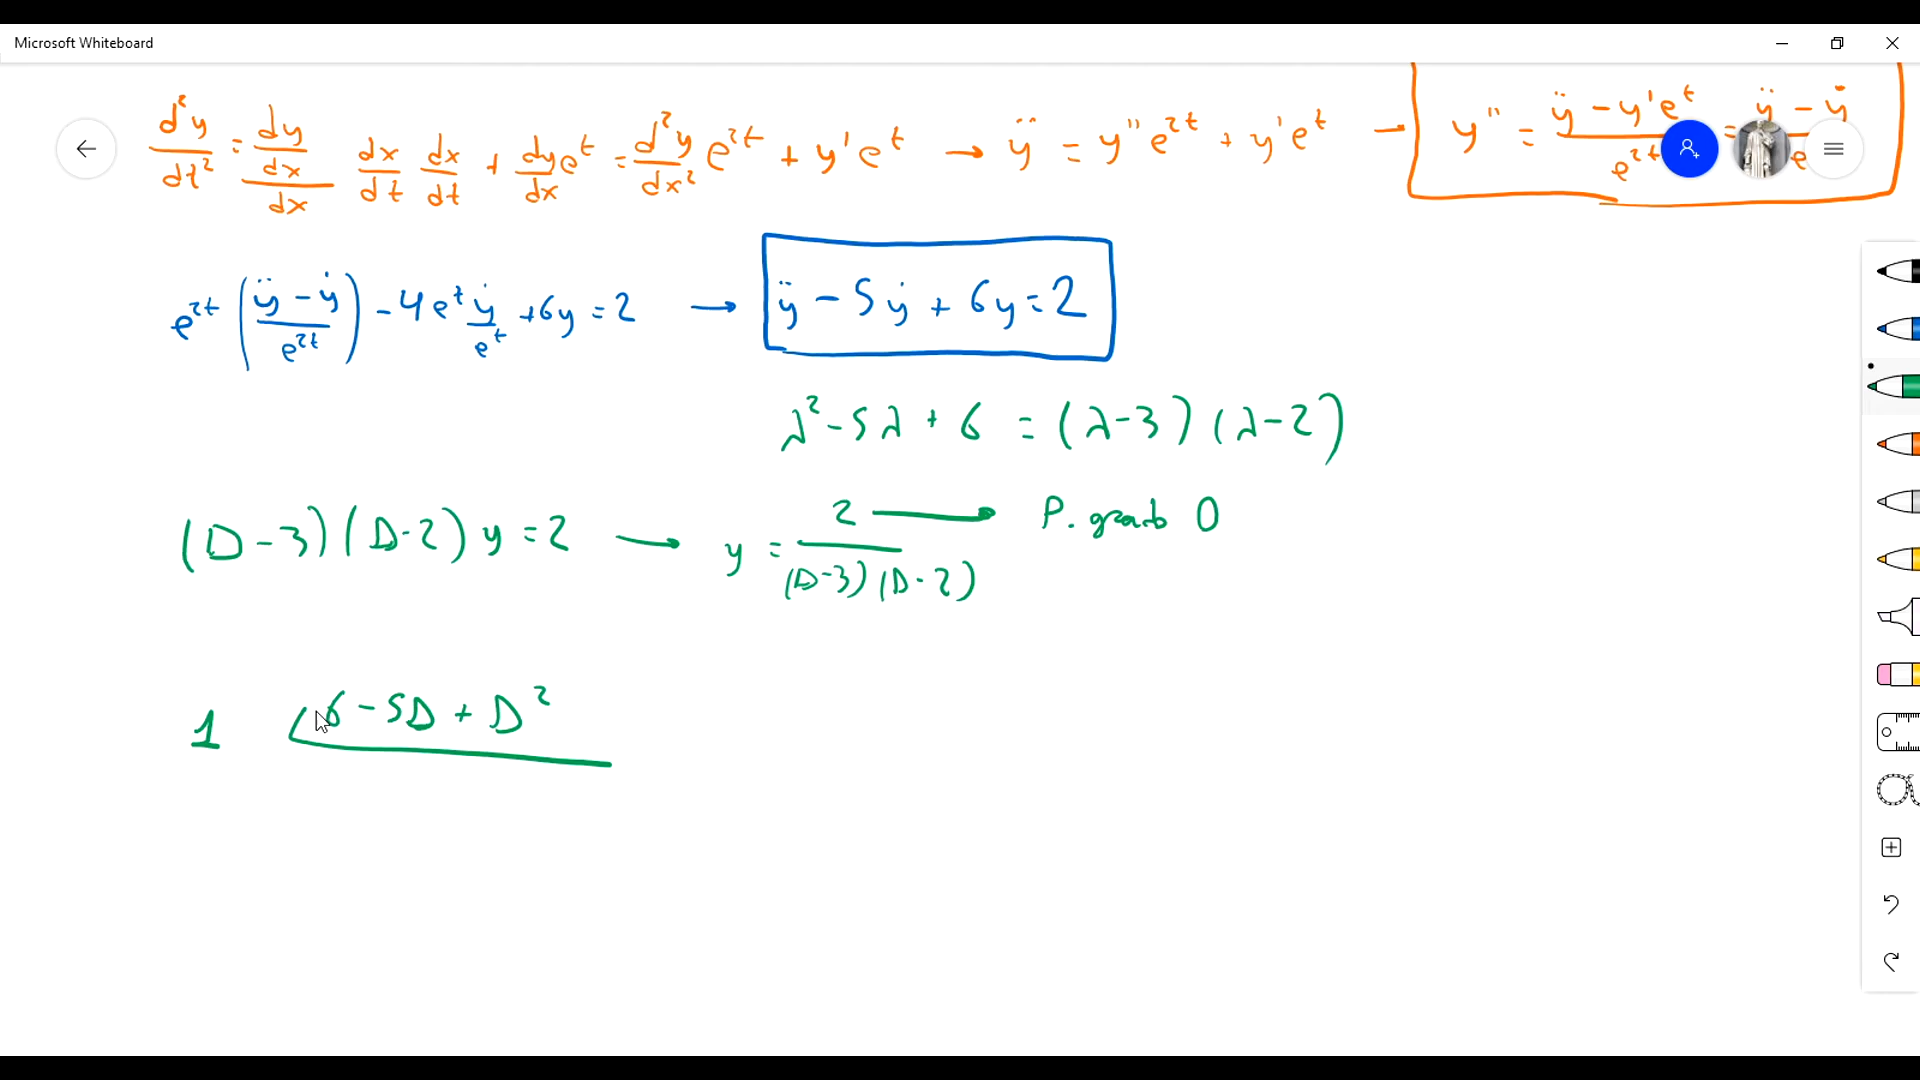 Microsoft Whiteboard
d²y/dt² = (dy/dx)/dx dx/dt dx/dt + dy/dx e^t = d²y/dx² e^2t + y'e^t → ÿ = y''e^2t + y'e^t → y'' = (ÿ - y'e^t)/e^2t = (ÿ - ẏ)/e
e^2t ((ÿ - ẏ)/e^2t) - 4e^t ẏ/e^t + 6y = 2 → ÿ - 5ẏ + 6y = 2
λ² - 5λ + 6 = (λ-3)(λ-2)
(D-3)(D-2)y = 2 → y = 2/((D-3)(D-2)) → P. grado 0
1 6 - 5D + D²